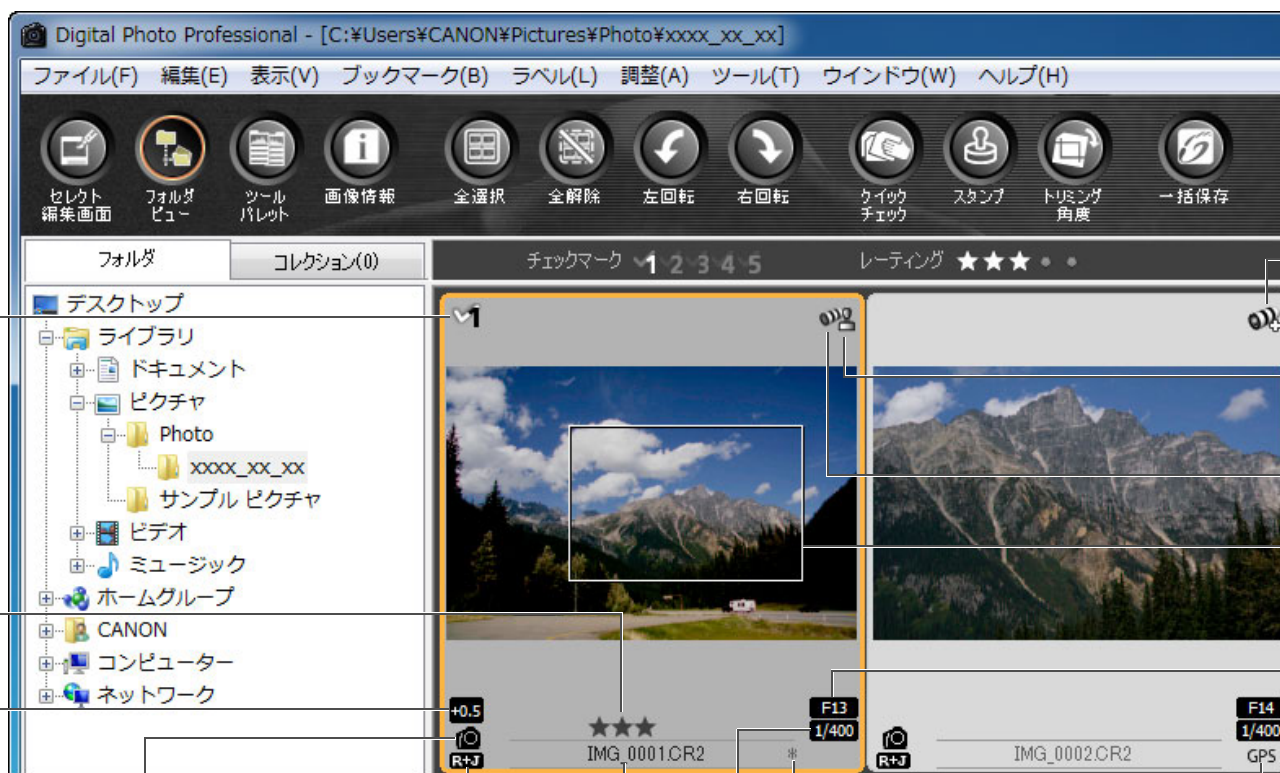 Digital Photo Professional - [C:¥Users¥CANON¥Pictures¥Photo¥xxxx_xx_xx]
ファイル(F) 編集(E) 表示(V) ブックマーク(B) ラベル(L) 調整(A) ツール(T) ウインドウ(W) ヘルプ(H)
セレクト
編集画面
フォルダ
ビュー
ツール
パレット
画像情報
全選択
全解除
左回転
右回転
クイック
チェック
スタンプ
トリミング
角度
一括保存
フォルダ
コレクション(0)
チェックマーク 1 2 3 4 5
レーティング ★★★
デスクトップ
ライブラリ
ドキュメント
ピクチャ
Photo
xxxx_xx_xx
サンプル ピクチャ
ビデオ
ミュージック
ホームグループ
CANON
コンピューター
ネットワーク
1
+0.5
R+J
★★★
IMG_0001.CR2
*
F13
1/400
R+J
IMG_0002.CR2
F14
1/400
GPS